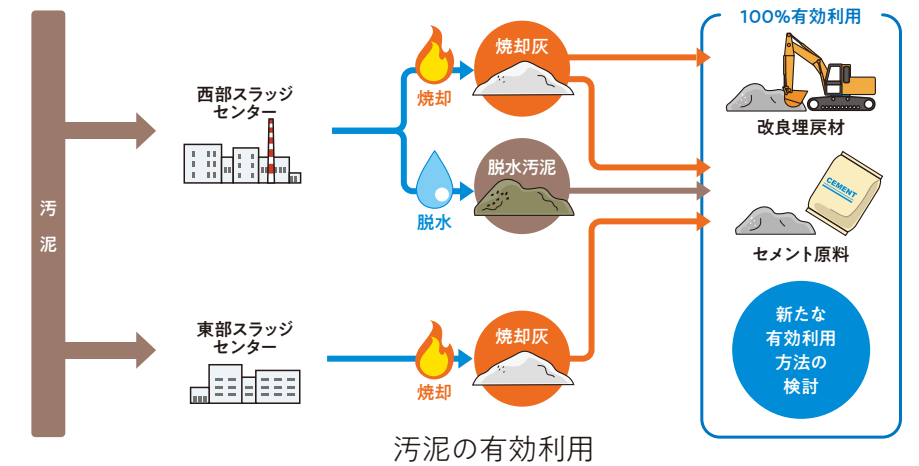 汚泥
西部スラッジ
センター
焼却
焼却灰
脱水
脱水汚泥
東部スラッジ
センター
焼却
焼却灰
100%有効利用
改良埋戻材
CEMENT
セメント原料
新たな
有効利用
方法の
検討
汚泥の有効利用